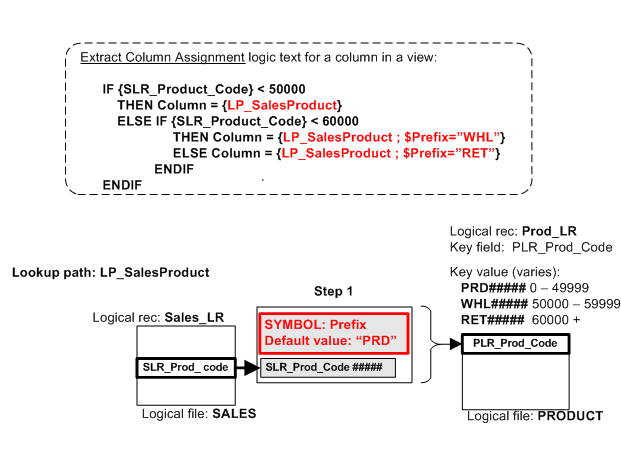 Extract Column Assignment logic text for a column in a view:
IF {SLR_Product_Code} < 50000
THEN Column = {LP_SalesProduct}
ELSE IF {SLR_Product_Code} < 60000
THEN Column = {LP_SalesProduct ; $Prefix=”WHL”}
ELSE Column = {LP_SalesProduct ; $Prefix=”RET”}
ENDIF
ENDIF
Logical rec: Prod_LR
Key field: PLR_Prod_Code
Lookup path: LP_SalesProduct
Key value (varies):
PRD##### 0 – 49999
WHL##### 50000 – 59999
RET##### 60000 +
Step 1
Logical rec: Sales_LR
SYMBOL: Prefix
Default value: “PRD”
SLR_Prod_ code
SLR_Prod_Code #####
PLR_Prod_Code
Logical file: SALES
Logical file: PRODUCT